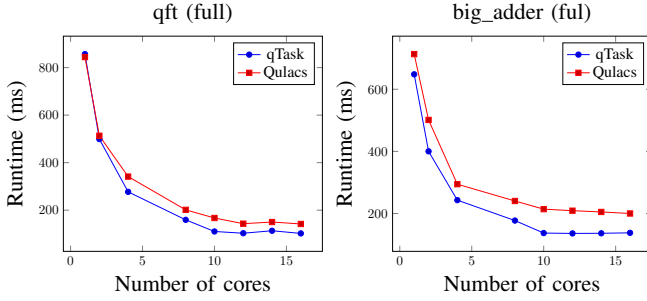 qft (full)
800
600
400
200
0
5
10
15
Runtime (ms)
Number of cores
qTask
Qulacs
big_adder (ful)
600
400
200
0
5
10
15
Runtime (ms)
Number of cores
qTask
Qulacs